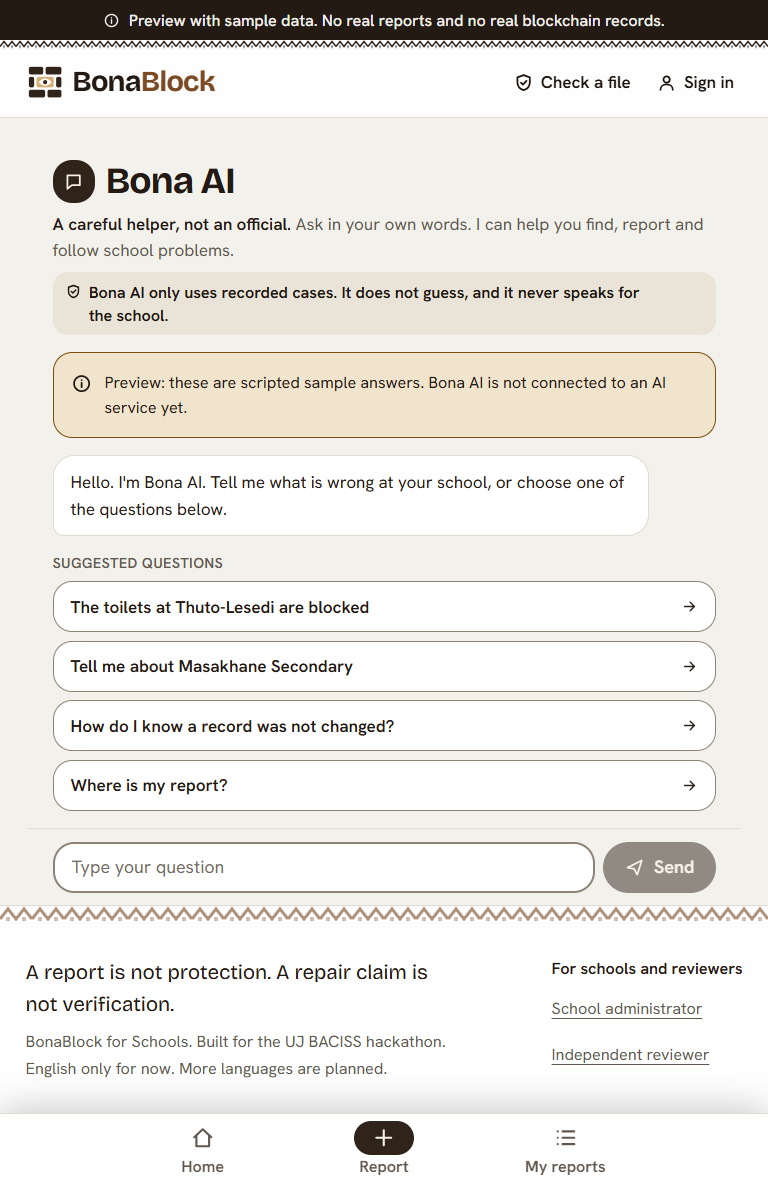 Preview with sample data. No real reports and no real blockchain records.
BonaBlock
Check a file
Sign in
Bona AI
A careful helper, not an official. Ask in your own words. I can help you find, report and
follow school problems.
Bona AI only uses recorded cases. It does not guess, and it never speaks for
the school.
Preview: these are scripted sample answers. Bona AI is not connected to an AI
service yet.
Hello. I'm Bona AI. Tell me what is wrong at your school, or choose one of
the questions below.
SUGGESTED QUESTIONS
The toilets at Thuto-Lesedi are blocked
Tell me about Masakhane Secondary
How do I know a record was not changed?
Where is my report?
Type your question
Send
A report is not protection. A repair claim is
not verification.
BonaBlock for Schools. Built for the UJ BACISS hackathon.
English only for now. More languages are planned.
For schools and reviewers
School administrator
Independent reviewer
Home
Report
My reports